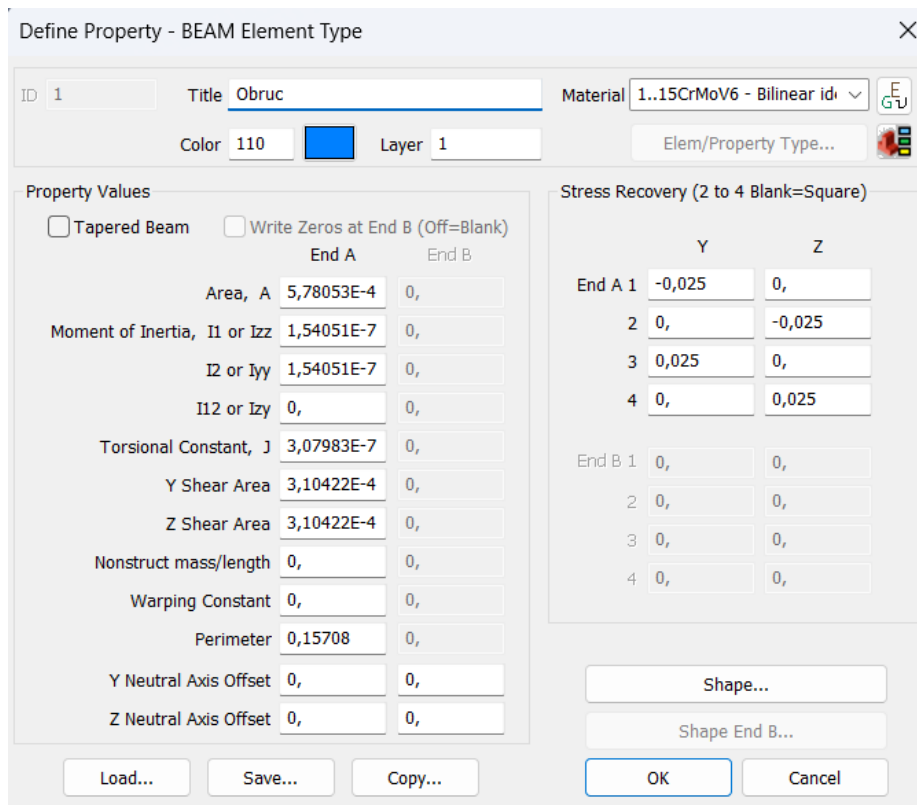 Define Property - BEAM Element Type
ID 1 Title Obruc Material 1..15CrMoV6 - Bilinear id
Color 110 Layer 1 Elem/Property Type...
Property Values Stress Recovery (2 to 4 Blank=Square)
Tapered Beam Write Zeros at End B (Off=Blank)
End A End B Y Z
Area, A 5,78053E-4 0, End A 1 -0,025 0,
Moment of Inertia, I1 or Izz 1,54051E-7 0, 2 0, -0,025
I2 or Iyy 1,54051E-7 0, 3 0,025 0,
I12 or Izy 0, 0, 4 0, 0,025
Torsional Constant, J 3,07983E-7 0, End B 1 0, 0,
Y Shear Area 3,10422E-4 0, 2 0, 0,
Z Shear Area 3,10422E-4 0, 3 0, 0,
Nonstruct mass/length 0, 0, 4 0, 0,
Warping Constant 0, 0,
Perimeter 0,15708 0,
Y Neutral Axis Offset 0, 0, Shape...
Z Neutral Axis Offset 0, 0, Shape End B...
Load... Save... Copy... OK Cancel